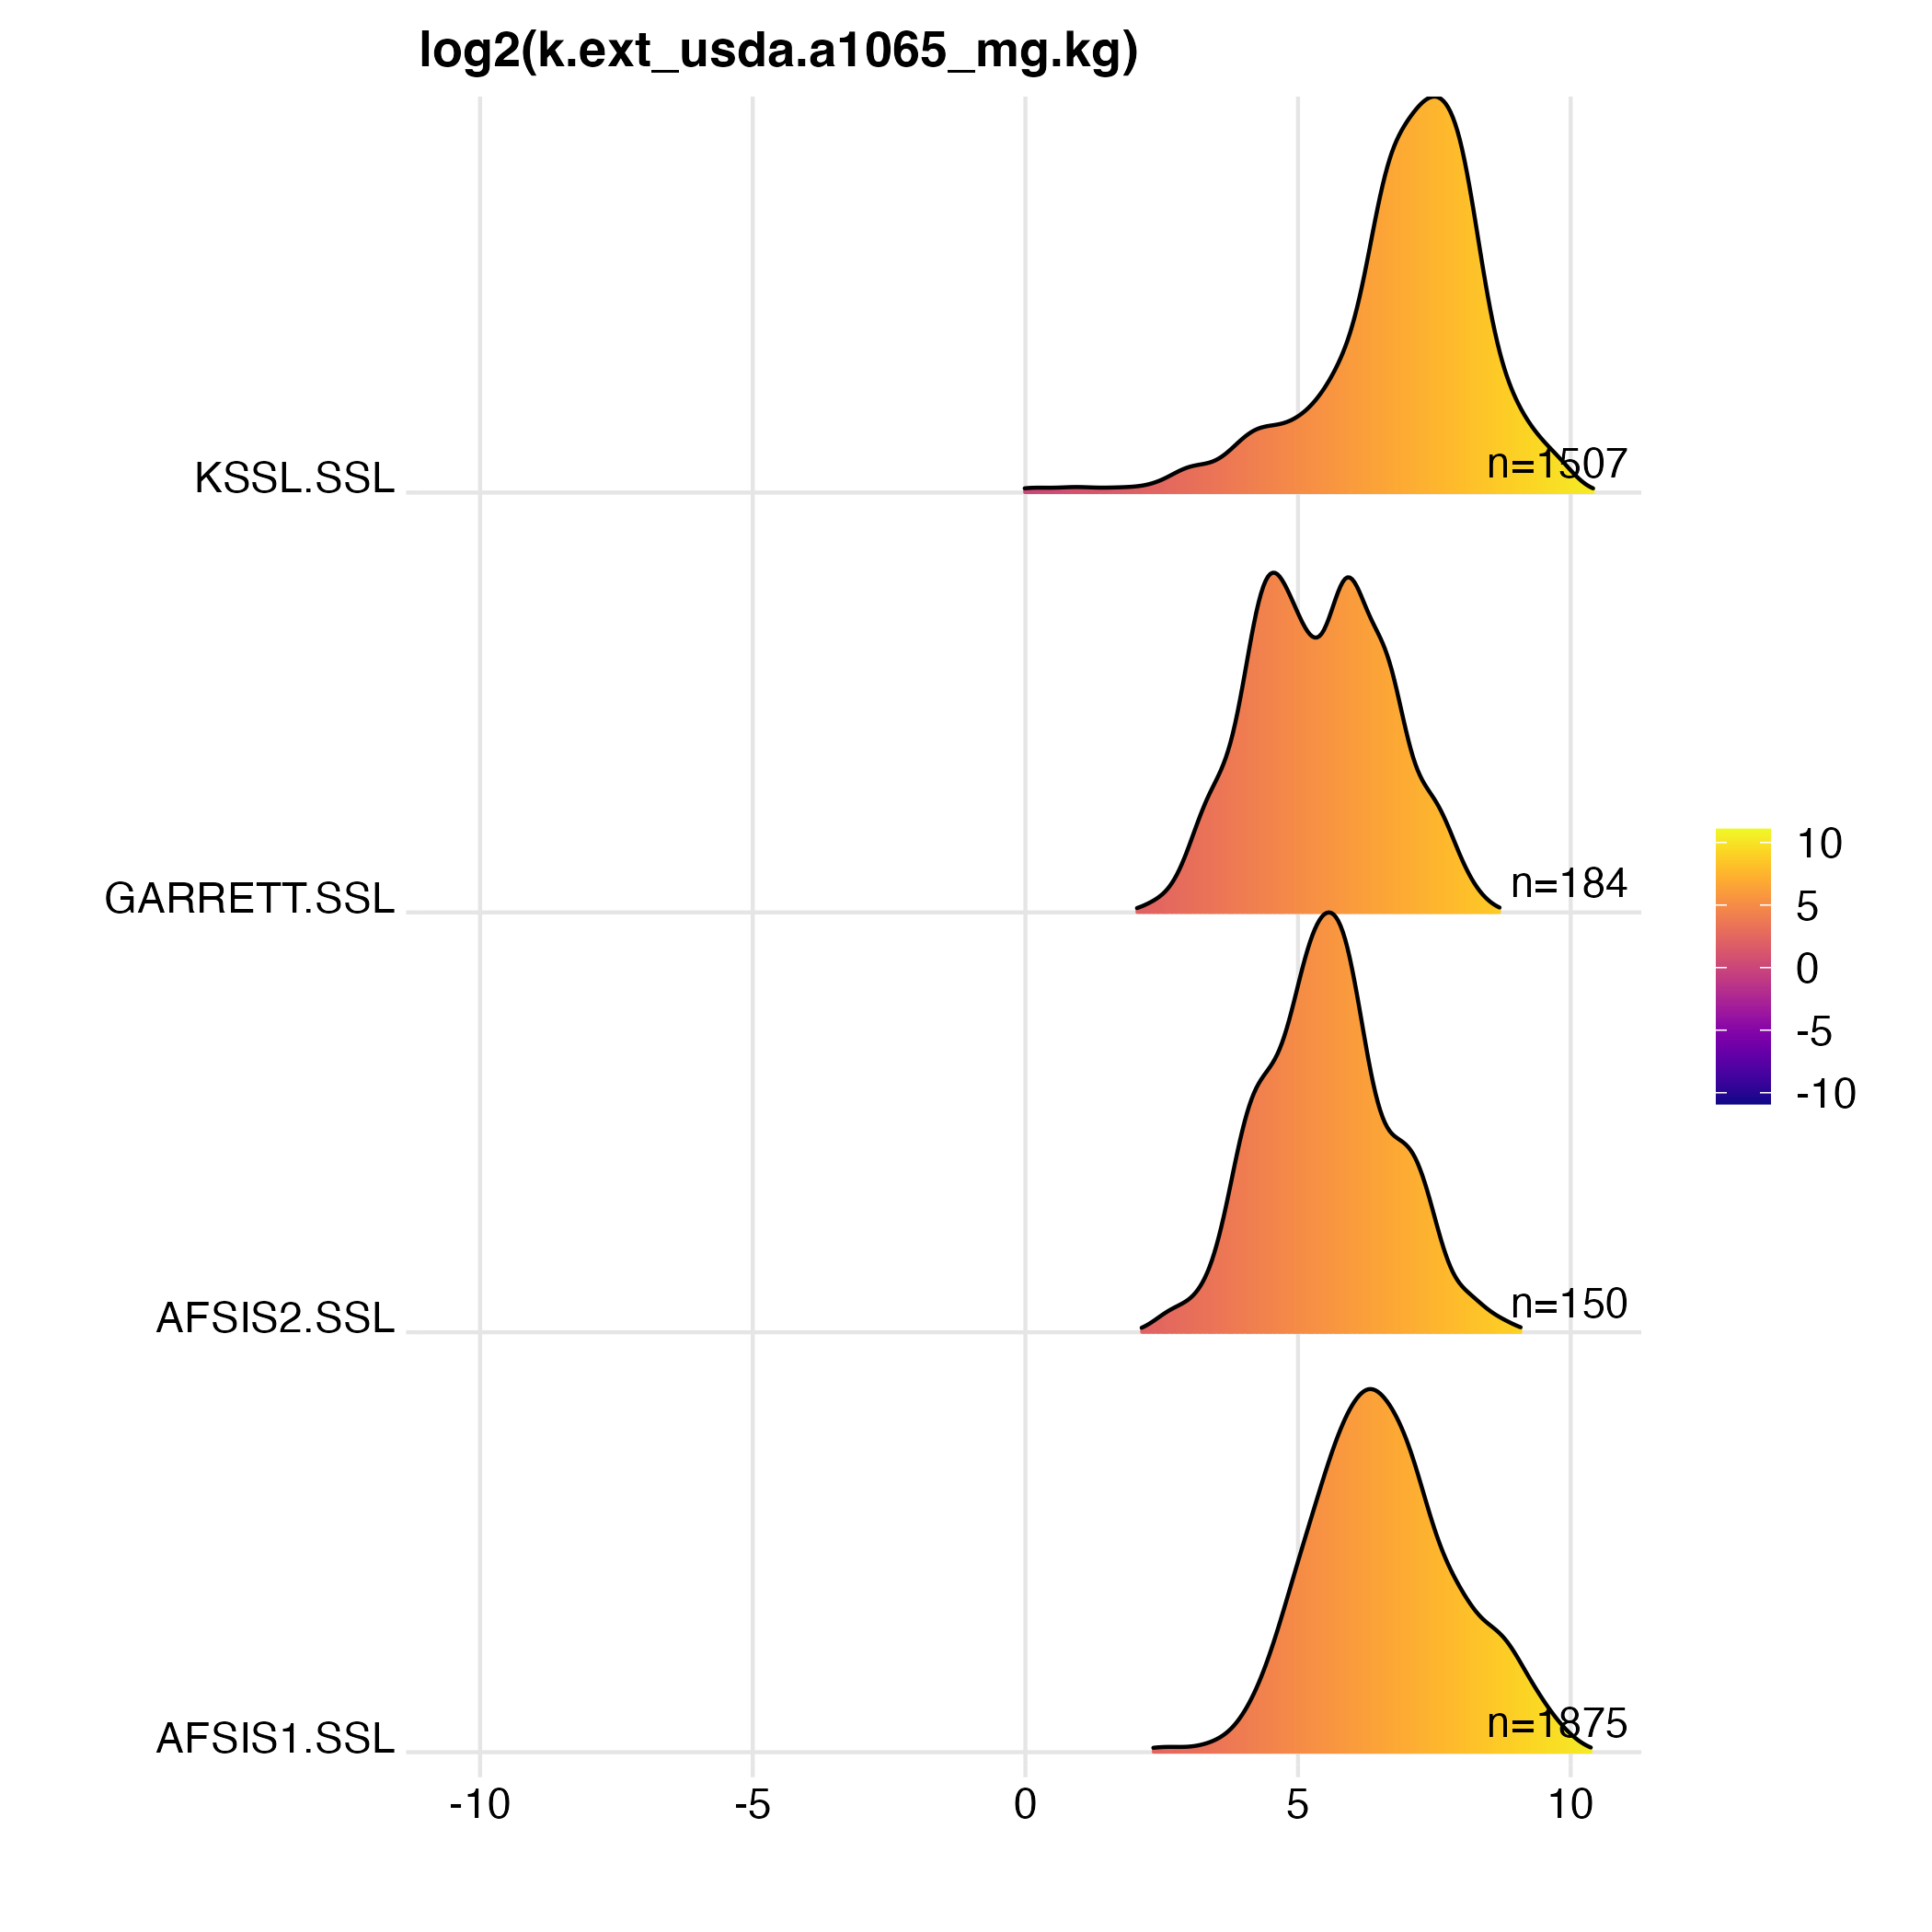 log2(k.ext_usda.a1065_mg.kg)
KSSL.SSL
n=1507
GARRETT.SSL
n=184
AFSIS2.SSL
n=150
AFSIS1.SSL
n=1875
-10 -5 0 5 10
10
5
0
-5
-10